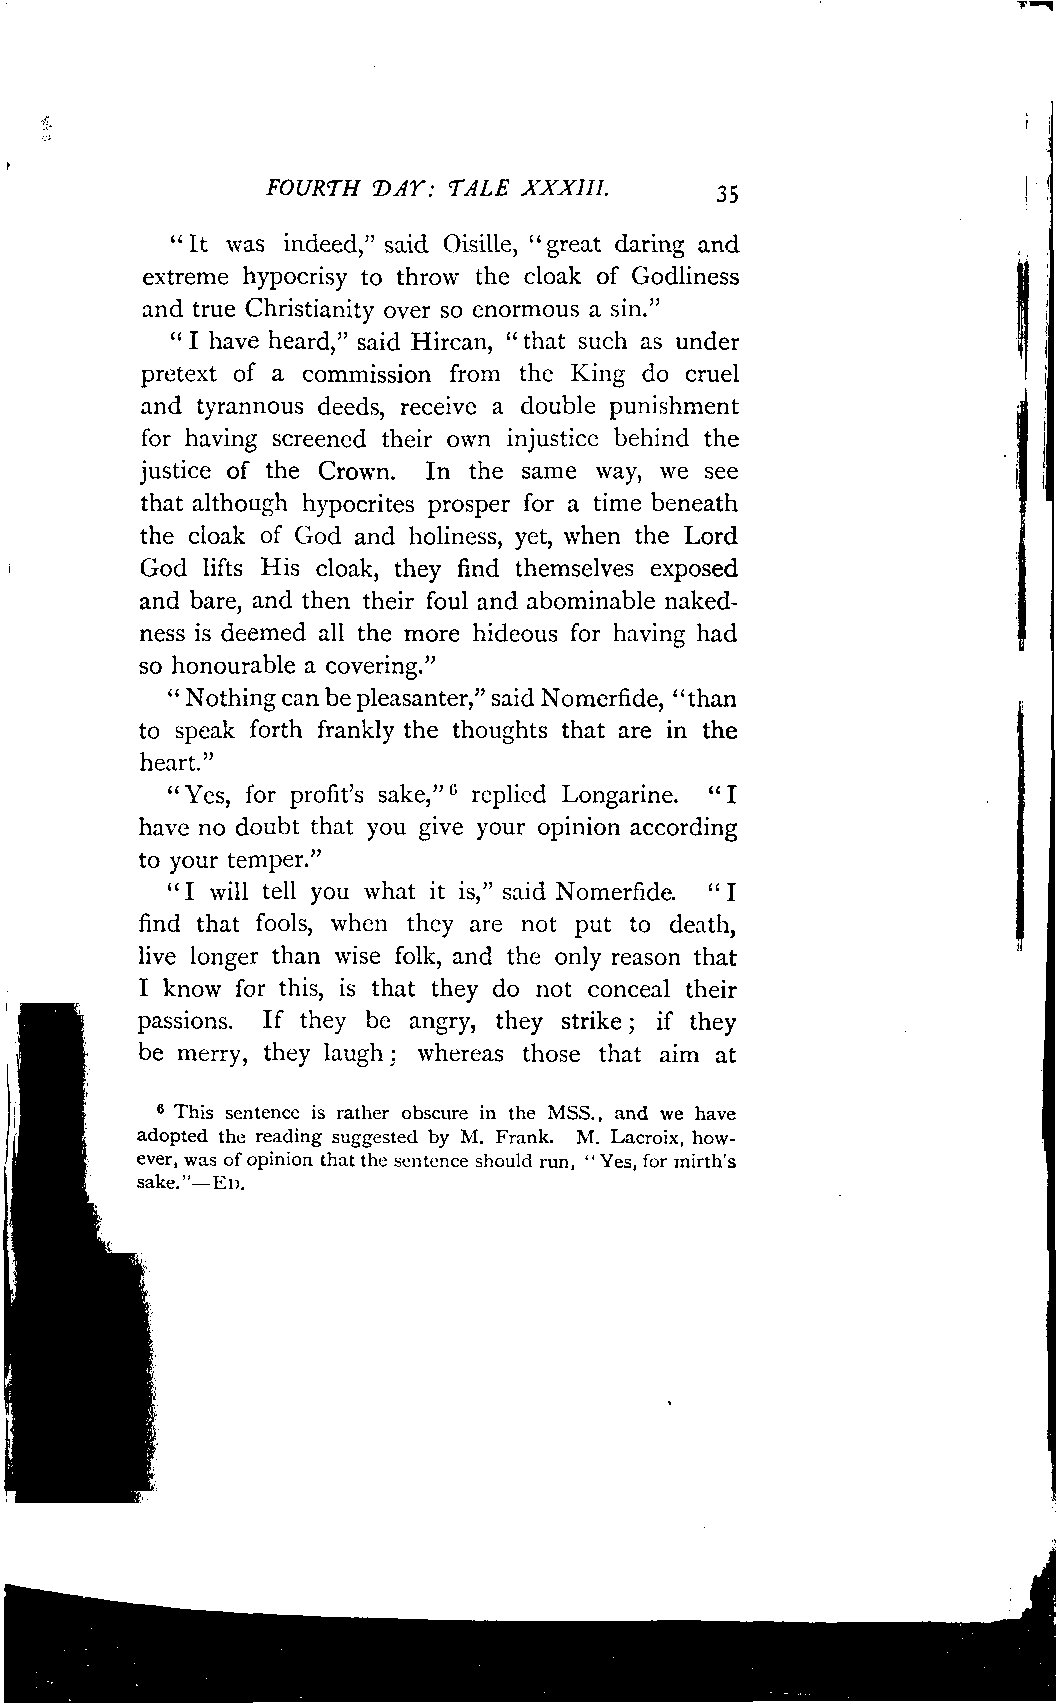 FOURTH DAY: TALE XXXIII. 35
"It was indeed," said Oisille, "great daring and
extreme hypocrisy to throw the cloak of Godliness
and true Christianity over so enormous a sin."
"I have heard," said Hircan, "that such as under
pretext of a commission from the King do cruel
and tyrannous deeds, receive a double punishment
for having screened their own injustice behind the
justice of the Crown. In the same way, we see
that although hypocrites prosper for a time beneath
the cloak of God and holiness, yet, when the Lord
God lifts His cloak, they find themselves exposed
and bare, and then their foul and abominable naked-
ness is deemed all the more hideous for having had
so honourable a covering."
"Nothing can be pleasanter," said Nomerfide, "than
to speak forth frankly the thoughts that are in the
heart."
"Yes, for profit's sake," 6 replied Longarine. "I
have no doubt that you give your opinion according
to your temper."
"I will tell you what it is," said Nomerfide. "I
find that fools, when they are not put to death,
live longer than wise folk, and the only reason that
I know for this, is that they do not conceal their
passions. If they be angry, they strike; if they
be merry, they laugh; whereas those that aim at
6 This sentence is rather obscure in the MSS., and we have
adopted the reading suggested by M. Frank. M. Lacroix, how-
ever, was of opinion that the sentence should run, "Yes, for mirth's
sake."—ED.